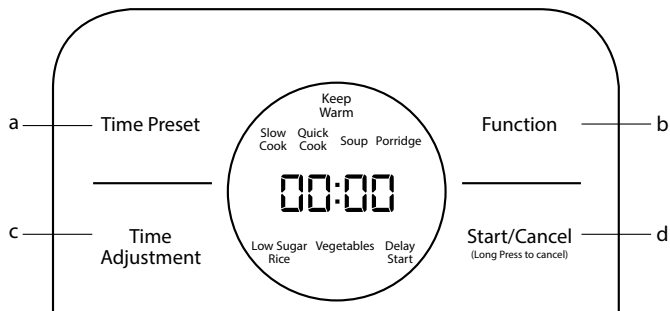 Keep
Warm
a
Time Preset
Slow
Cook
Quick
Cook
Soup
Porridge
Function
b
00:00
c
Time
Adjustment
Low Sugar
Rice
Vegetables
Delay
Start
Start/Cancel
(Long Press to cancel)
d